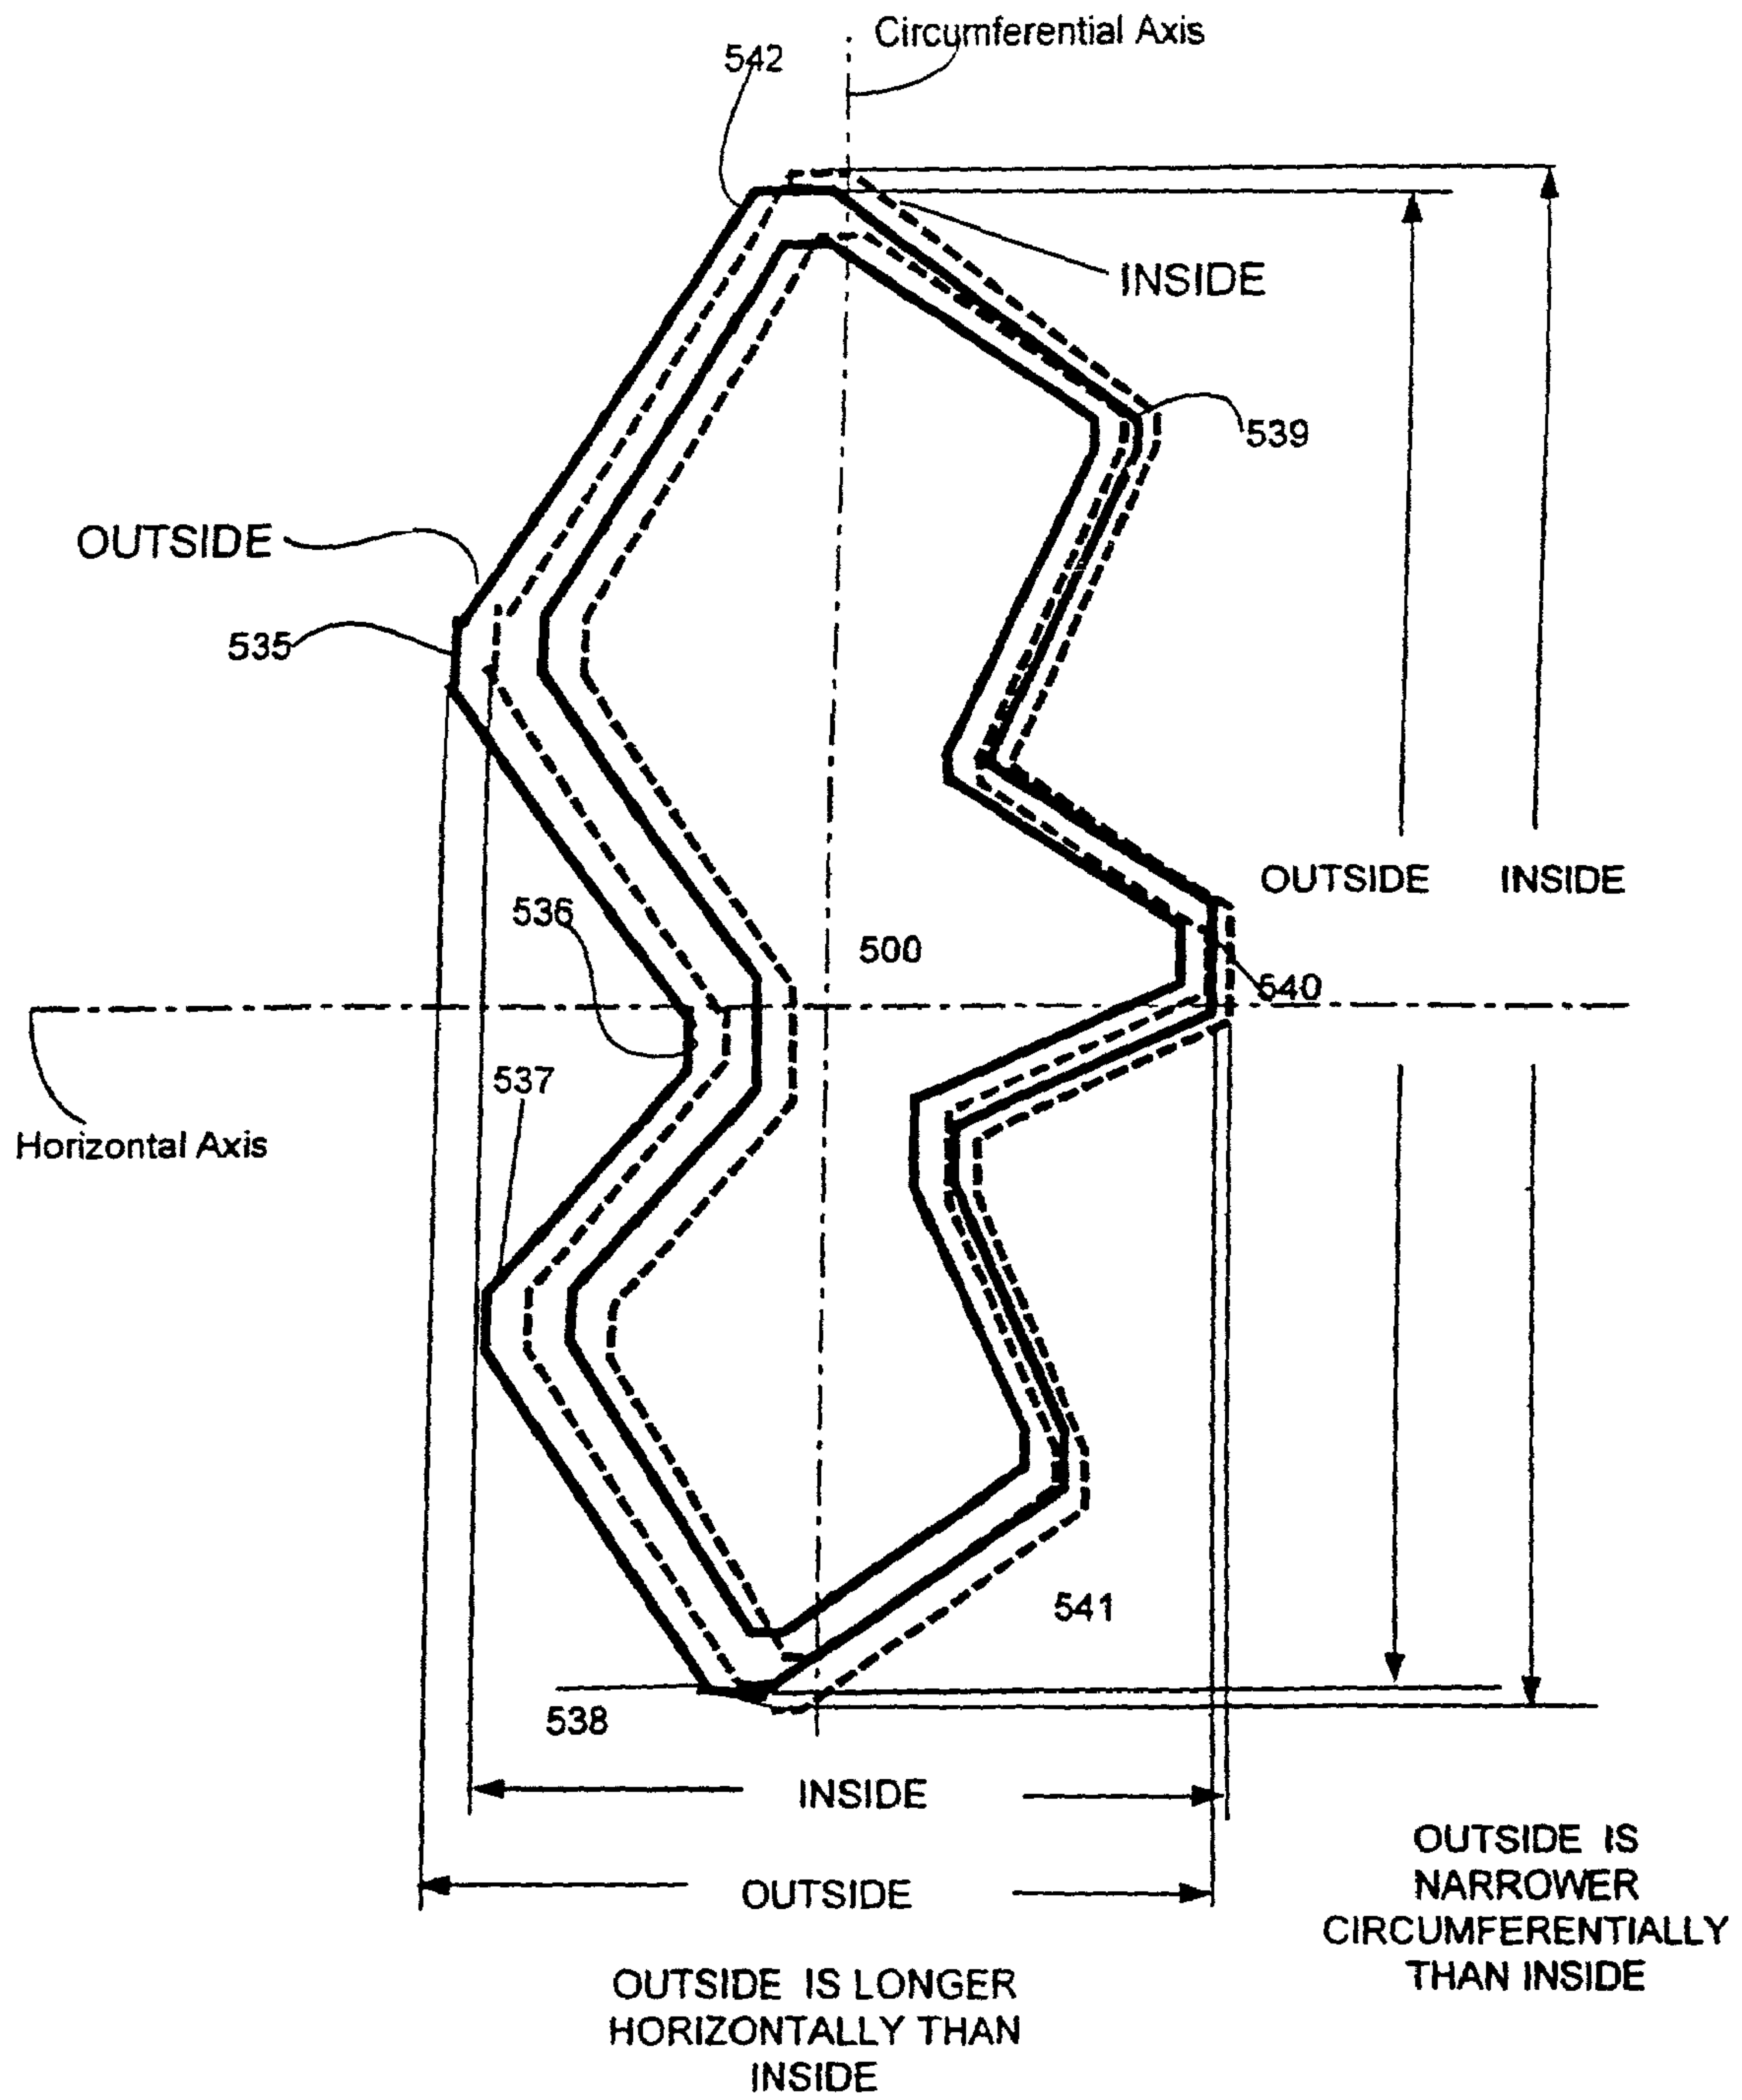 Circumferential Axis
542
INSIDE
539
OUTSIDE
535
OUTSIDE INSIDE
536
500
540
537
Horizontal Axis
541
538
INSIDE
OUTSIDE
OUTSIDE IS
NARROWER
CIRCUMFERENTIALLY
THAN INSIDE
OUTSIDE IS LONGER
HORIZONTALLY THAN
INSIDE